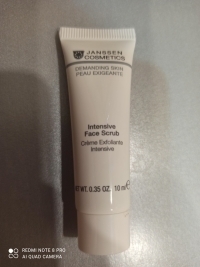 JANSSEN
COSMETICS
DEMANDING SKIN
PEAU EXIGEANTE
Intensive
Face Scrub
Crème Exfoliante
Intensive
NET WT. 0.35 OZ. 10 ml e
REDMI NOTE 8 PRO
AI QUAD CAMERA